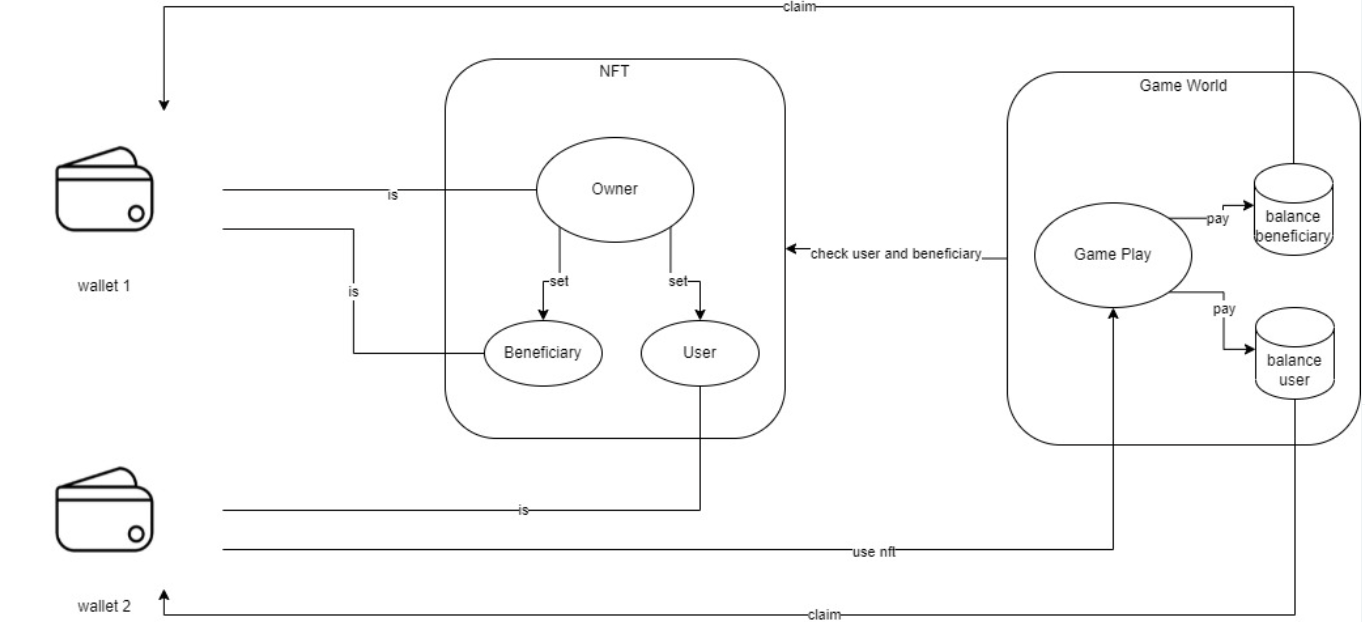 claim
NFT
Game World
Owner
is
wallet 1
is
set
set
Beneficiary
User
check user and beneficiary
Game Play
pay
balance
beneficiary
pay
balance
user
is
use nft
wallet 2
claim